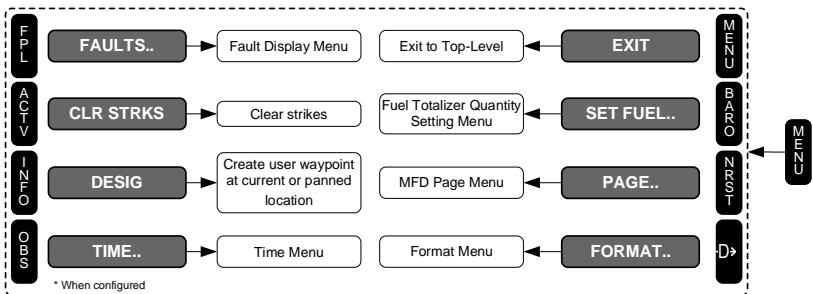 FPL
FAULTS..
Fault Display Menu
Exit to Top-Level
EXIT
MENU
ACTV
CLR STRKS
Clear strikes
Fuel Totalizer Quantity
Setting Menu
SET FUEL..
BARO
MENU
INFO
DESIG
Create user waypoint
at current or panned
location
MFD Page Menu
PAGE..
NRST
OBS
TIME..
Time Menu
Format Menu
FORMAT..
-D>
* When configured